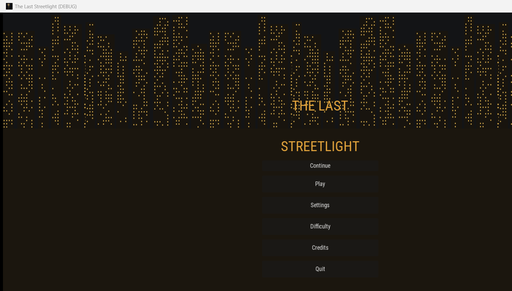 The Last Streetlight (DEBUG)
THE LAST
STREETLIGHT
Continue
Play
Settings
Difficulty
Credits
Quit